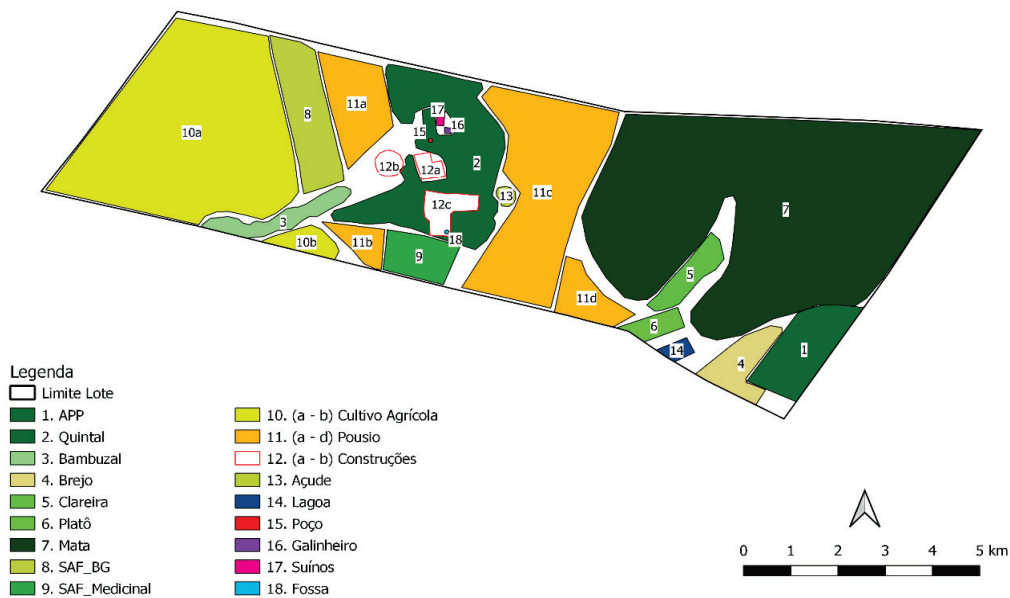 10a
8
11a
17
16
15
2
12b
12a
12c
13
18
3
10b
11b
9
11c
11d
7
5
6
14
4
1
Legenda
Limite Lote
1. APP
2. Quintal
3. Bambuzal
4. Brejo
5. Clareira
6. Platô
7. Mata
8. SAF_BG
9. SAF_Medicinal
10. (a - b) Cultivo Agrícola
11. (a - d) Pousio
12. (a - b) Construções
13. Açude
14. Lagoa
15. Poço
16. Galinheiro
17. Suínos
18. Fossa
0 1 2 3 4 5 km